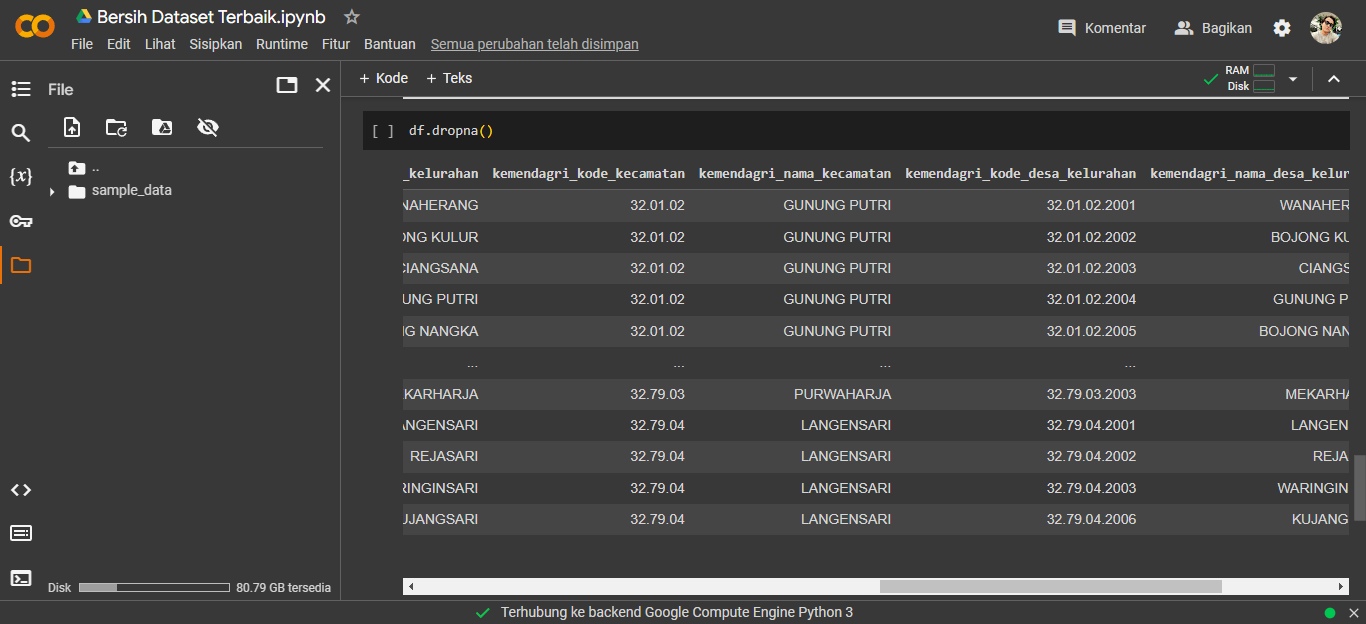 Bersih Dataset Terbaik.ipynb
File Edit Lihat Sisipkan Runtime Fitur Bantuan Semua perubahan telah disimpan
Komentar
Bagikan
File
+ Kode + Teks
RAM
Disk
..
sample_data
{x}
[ ] df.dropna()
_kelurahan kemendagri_kode_kecamatan kemendagri_nama_kecamatan kemendagri_kode_desa_kelurahan kemendagri_nama_desa_kelur
NAHERANG 32.01.02 GUNUNG PUTRI 32.01.02.2001 WANAHER
ONG KULUR 32.01.02 GUNUNG PUTRI 32.01.02.2002 BOJONG KU
CIANGSANA 32.01.02 GUNUNG PUTRI 32.01.02.2003 CIANGS
UNG PUTRI 32.01.02 GUNUNG PUTRI 32.01.02.2004 GUNUNG P
G NANGKA 32.01.02 GUNUNG PUTRI 32.01.02.2005 BOJONG NAN
... ... ... ...
KARHARJA 32.79.03 PURWAHARJA 32.79.03.2003 MEKARHA
ANGENSARI 32.79.04 LANGENSARI 32.79.04.2001 LANGEN
REJASARI 32.79.04 LANGENSARI 32.79.04.2002 REJA
RINGINSARI 32.79.04 LANGENSARI 32.79.04.2003 WARINGIN
UJANGSARI 32.79.04 LANGENSARI 32.79.04.2006 KUJANG
Disk 80.79 GB tersedia
Terhubung ke backend Google Compute Engine Python 3